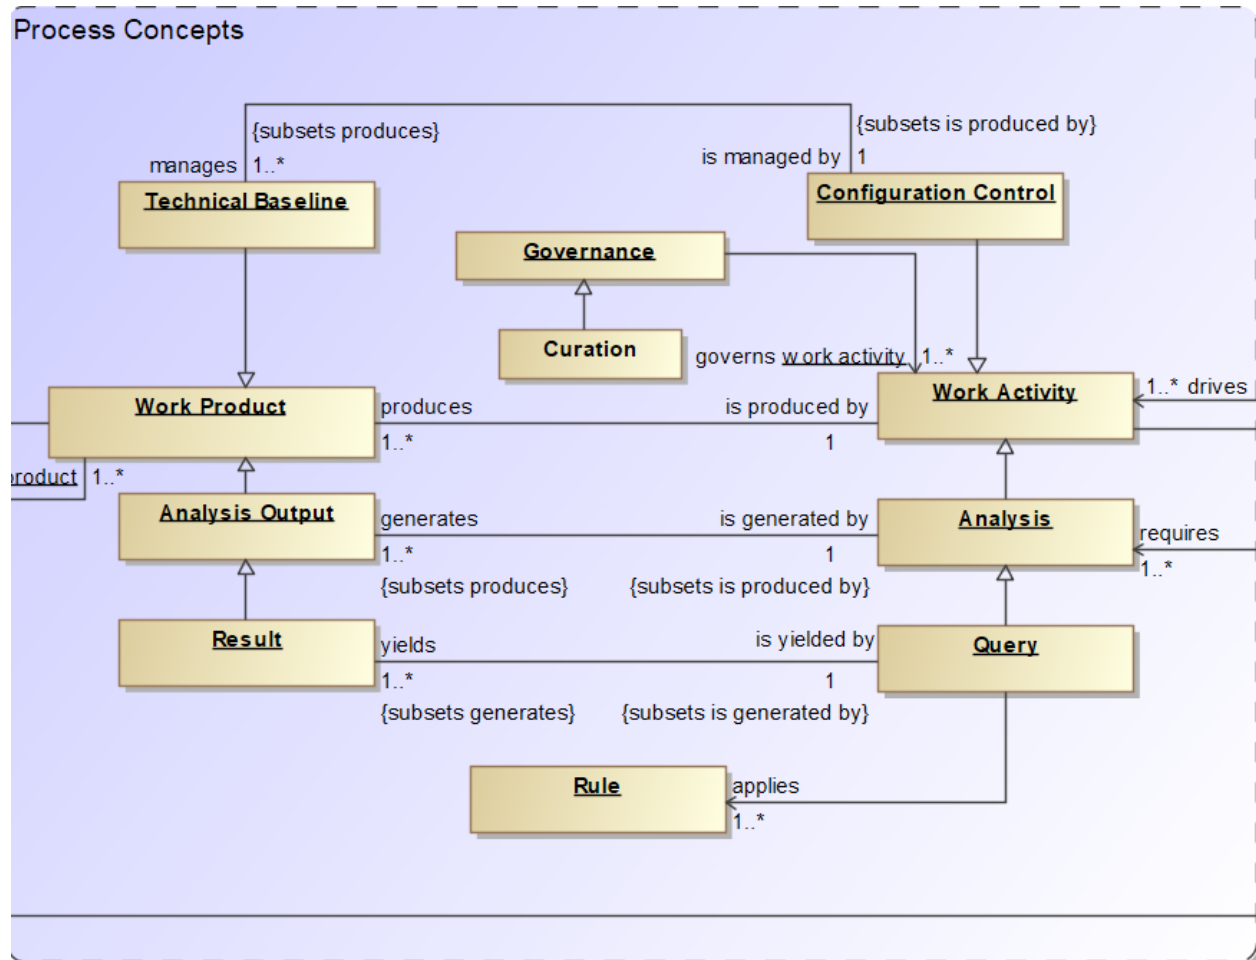 Process Concepts
{subsets produces}
{subsets is produced by}
manages 1..*
is managed by 1
Technical Baseline
Configuration Control
Governance
Curation
governs work activity 1..*
Work Product
Work Activity
1..* drives
produces
is produced by
1..*
1
product 1..*
Analysis Output
Analysis
generates
is generated by
requires
1..*
1
1..*
{subsets produces}
{subsets is produced by}
Result
Query
yields
is yielded by
1..*
1
{subsets generates}
{subsets is generated by}
Rule
applies
1..*